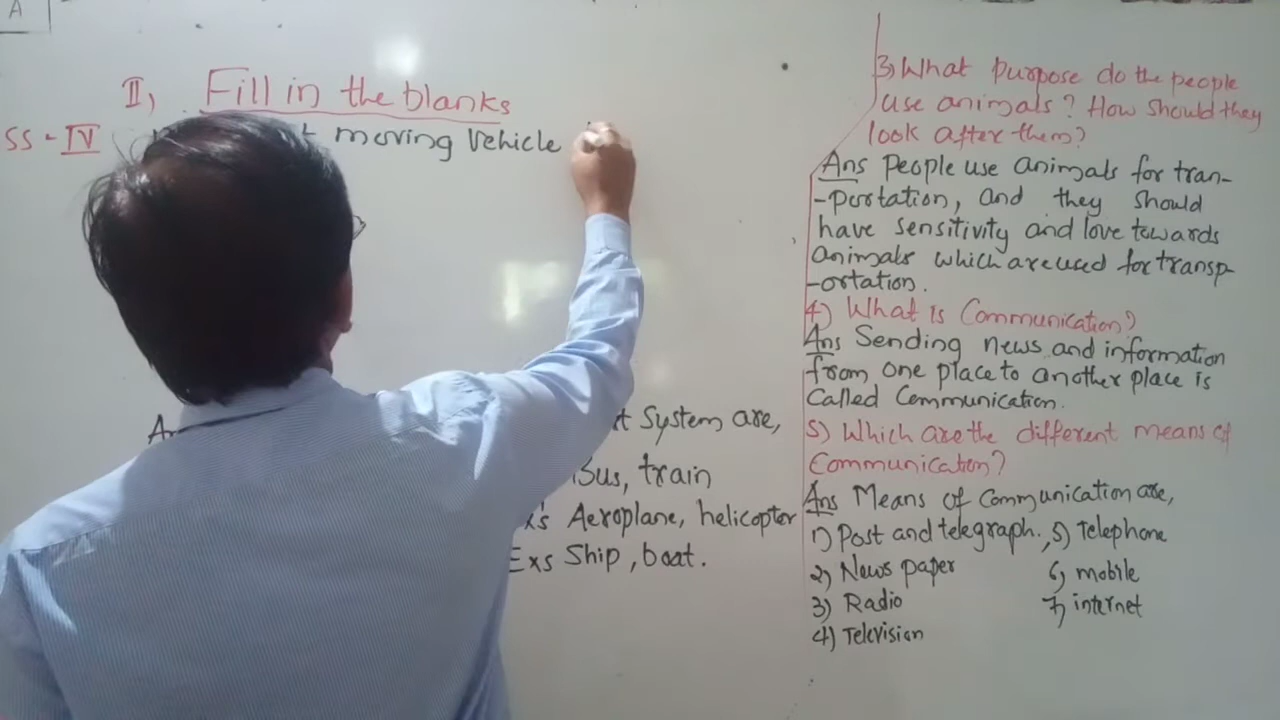 A
II, Fill in the blanks
SS - IV
moving vehicle
System are,
Bus, train
Aeroplane, helicopter
Exs Ship, boat.
3, What purpose do the people
use animals? How should they
look after them?
Ans People use animals for tran-
-portation, and they should
have sensitivity and love towards
animals which are used for transp-
-ortation.
4) What is Communication?
Ans Sending news and information
from one place to another place is
Called Communication.
5) Which are the different means of
Communication?
Ans Means of Communication are,
1) Post and telegraph., 5) Telephone
2) News paper 6, mobile
3) Radio 7, internet
4) Television